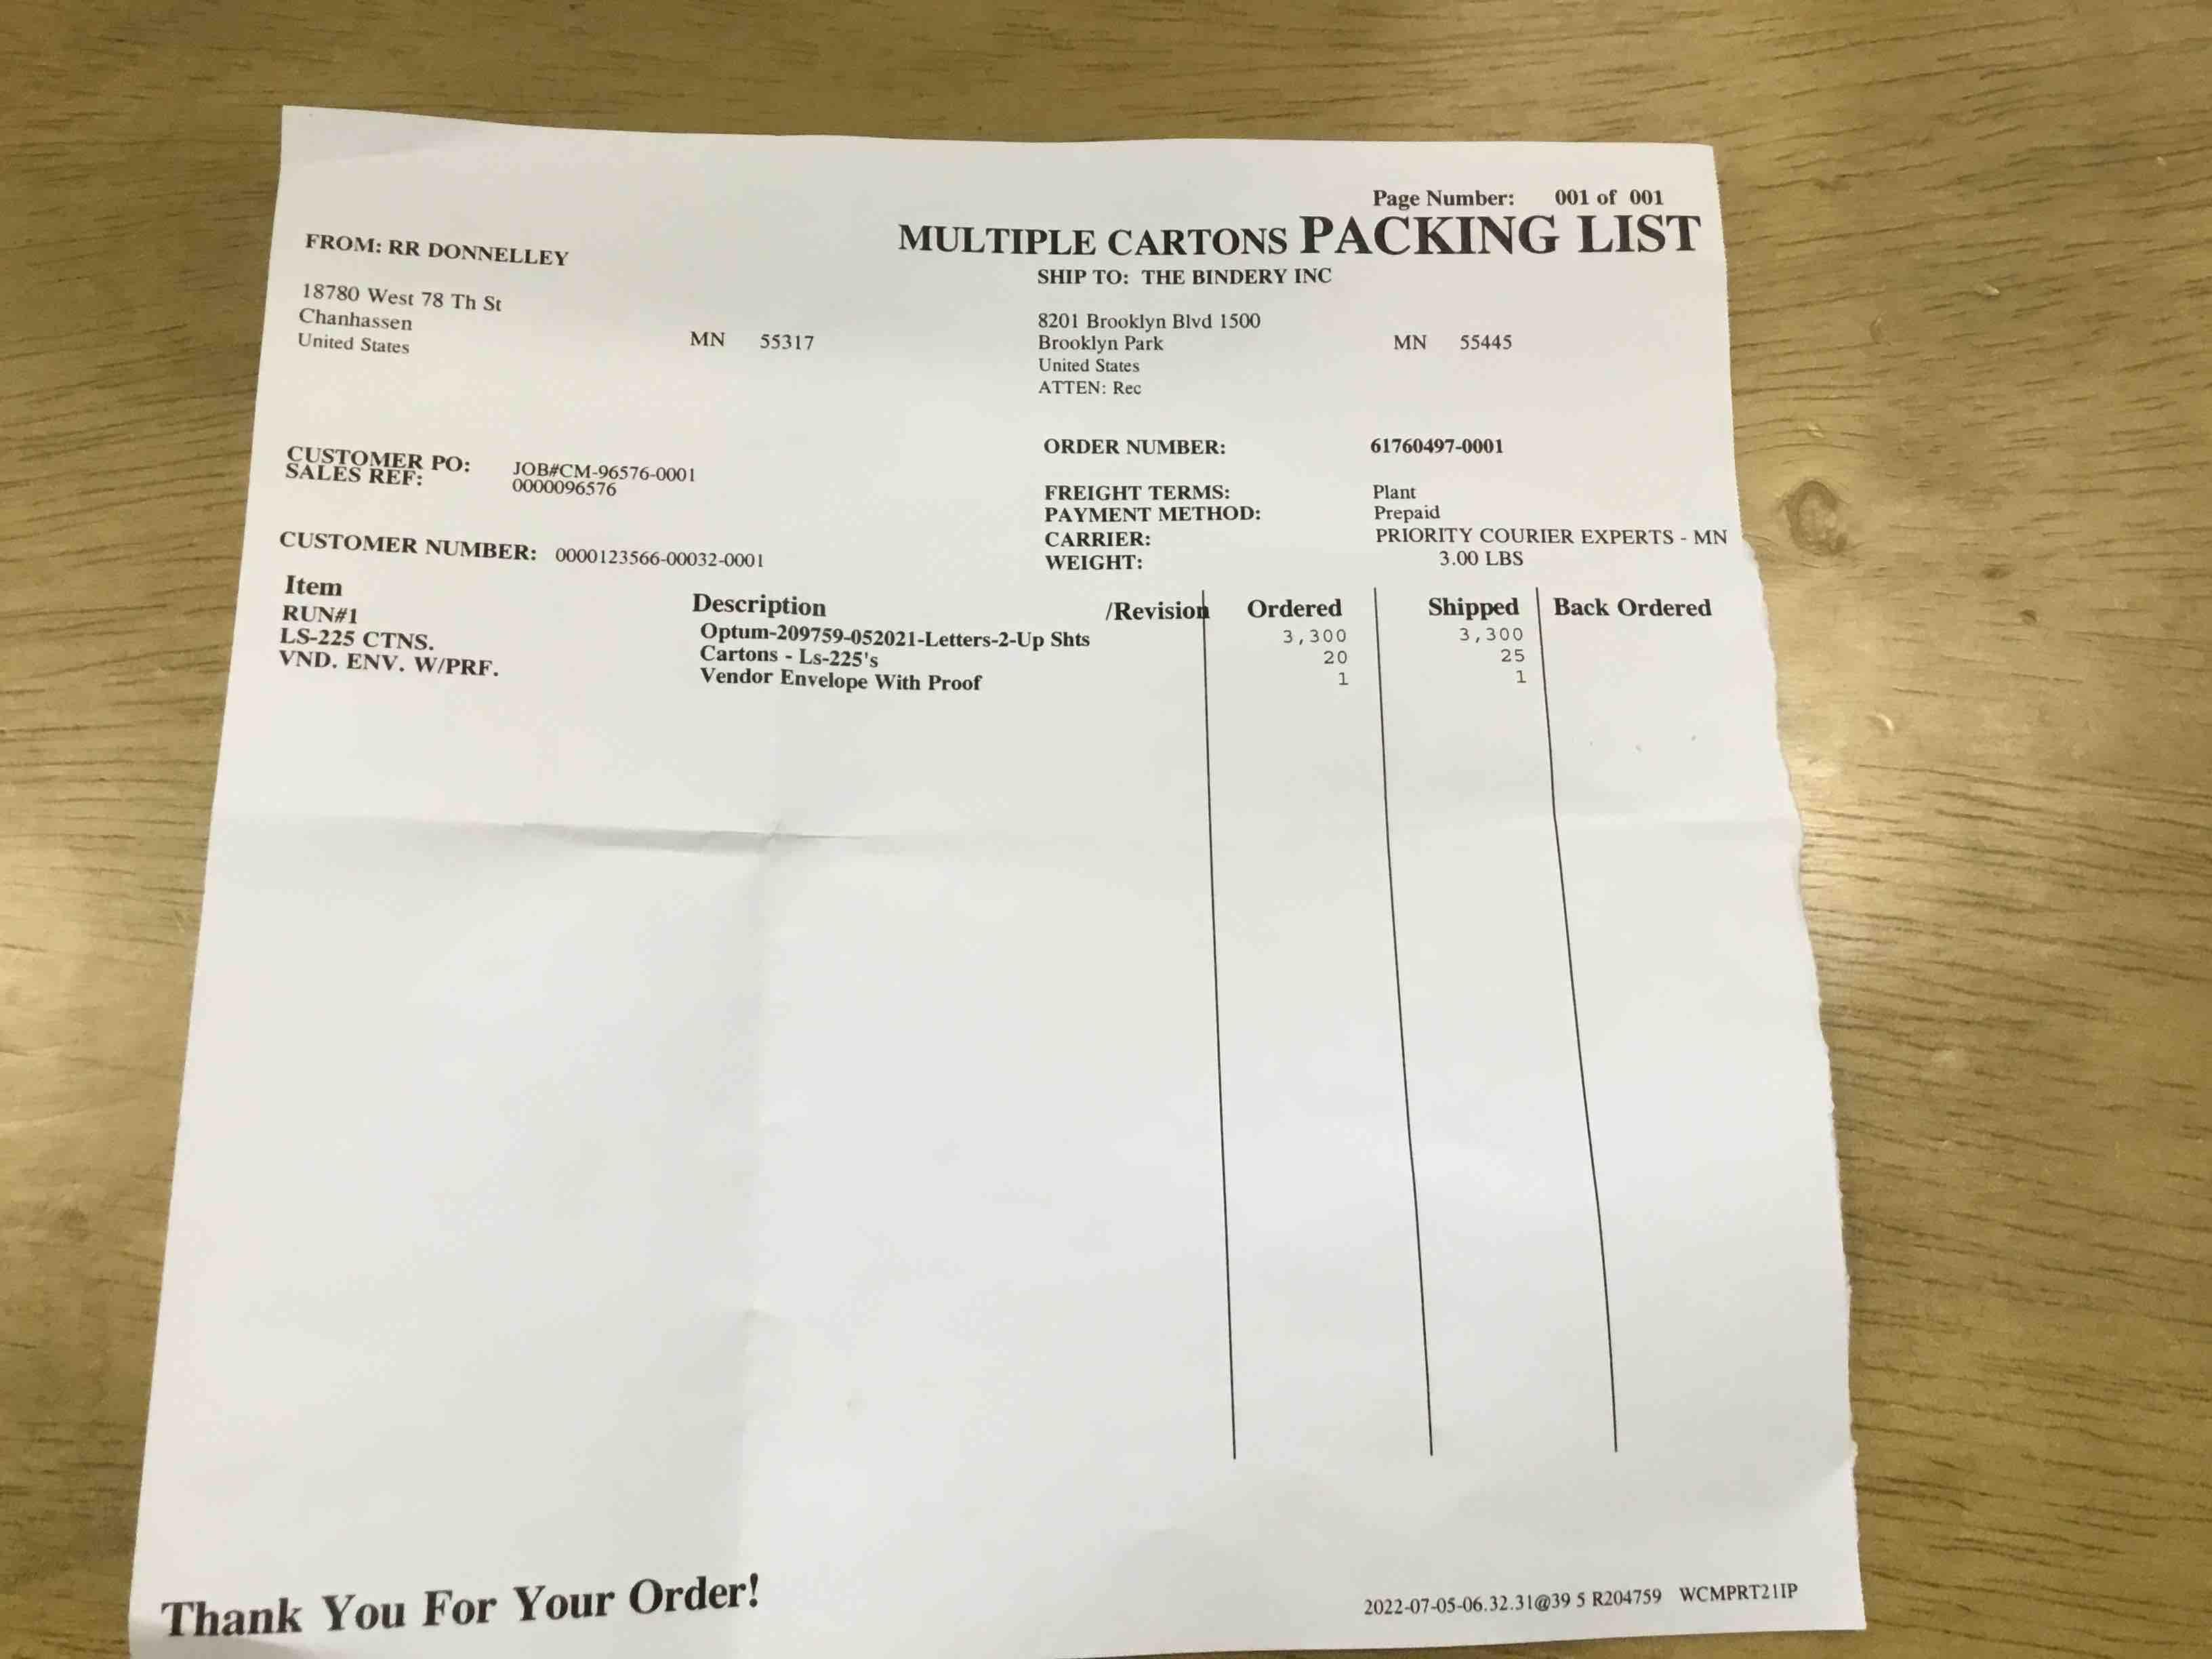 Page Number: 001 of 001
MULTIPLE CARTONS PACKING LIST
FROM: RR DONNELLEY
18780 West 78 Th St
Chanhassen
United States MN 55317
SHIP TO: THE BINDERY INC
8201 Brooklyn Blvd 1500
Brooklyn Park MN 55445
United States
ATTEN: Rec
CUSTOMER PO: JOB#CM-96576-0001
SALES REF: 0000096576
CUSTOMER NUMBER: 0000123566-00032-0001
ORDER NUMBER: 61760497-0001
FREIGHT TERMS: Plant
PAYMENT METHOD: Prepaid
CARRIER: PRIORITY COURIER EXPERTS - MN
WEIGHT: 3.00 LBS
Item Description /Revision Ordered Shipped Back Ordered
RUN#1 Optum-209759-052021-Letters-2-Up Shts 3,300 3,300
LS-225 CTNS. Cartons - Ls-225's 20 25
VND. ENV. W/PRF. Vendor Envelope With Proof 1 1
Thank You For Your Order!
2022-07-05-06.32.31@39 5 R204759 WCMPRT21IP